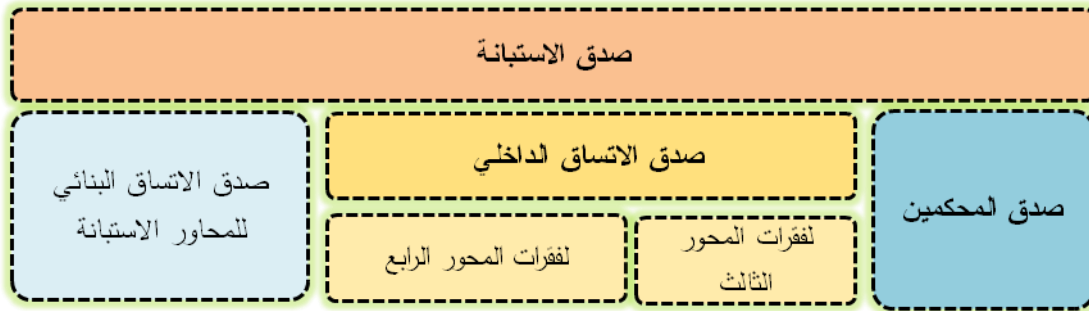 صدق الاستبانة
صدق المحكمين
صدق الاتساق الداخلي
لفقرات المحور
الثالث
لفقرات المحور الرابع
صدق الاتساق البنائي
للمحاور الاستبانة